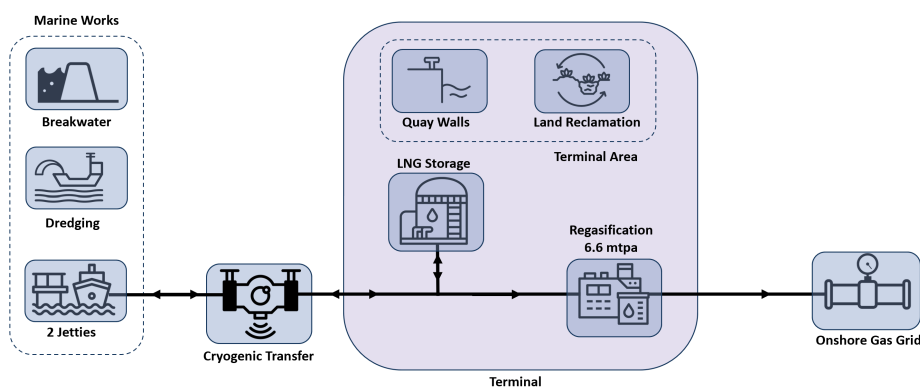 Marine Works
Breakwater
Dredging
2 Jetties
Cryogenic Transfer
Quay Walls
Land Reclamation
Terminal Area
LNG Storage
Regasification
6.6 mtpa
Terminal
Onshore Gas Grid